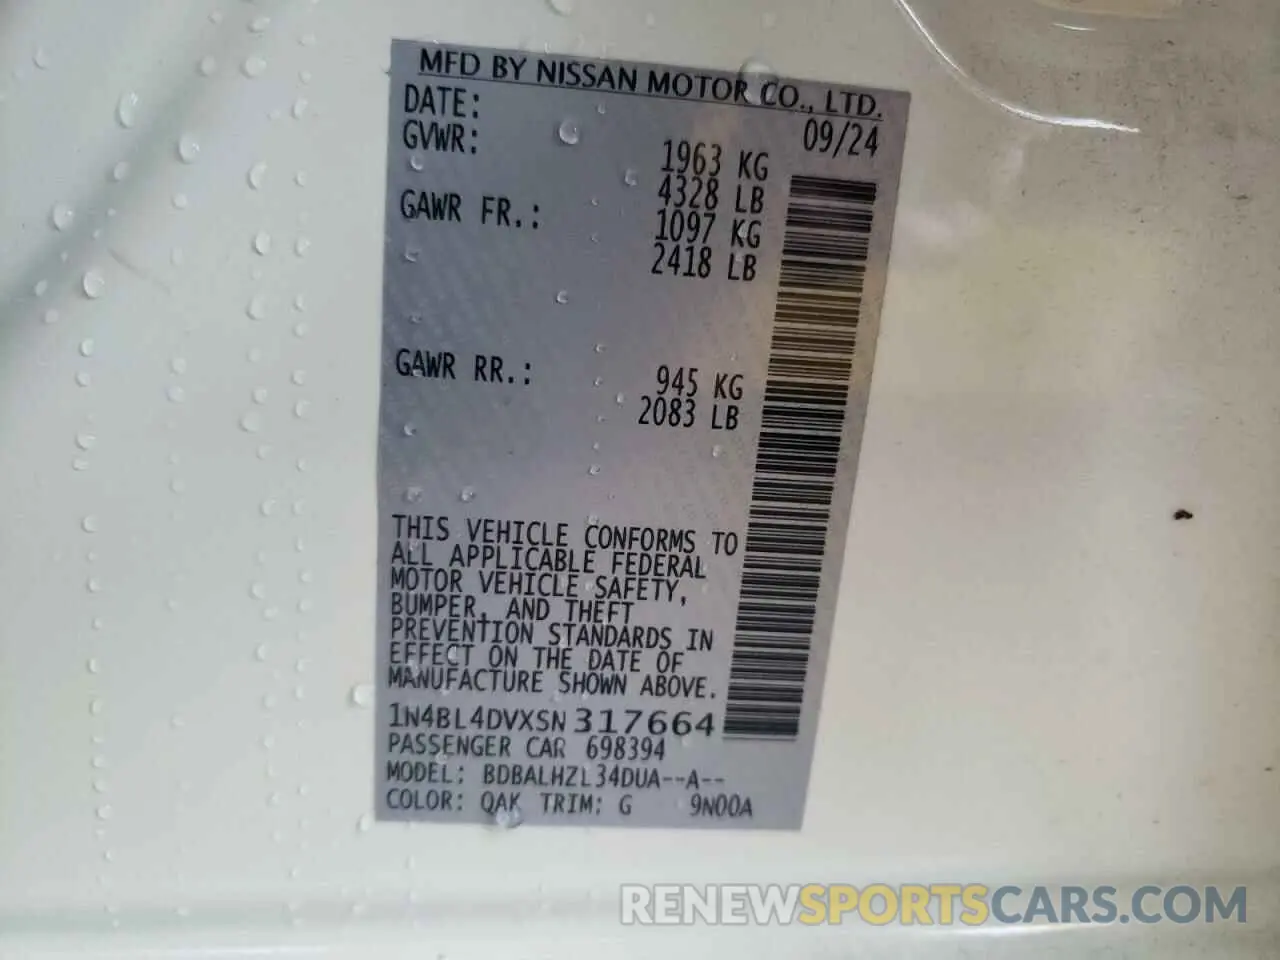 MFD BY NISSAN MOTOR CO., LTD.
DATE: 09/24
GVWR: 1963 KG
4328 LB
GAWR FR.: 1097 KG
2418 LB
GAWR RR.: 945 KG
2083 LB
THIS VEHICLE CONFORMS TO
ALL APPLICABLE FEDERAL
MOTOR VEHICLE SAFETY,
BUMPER, AND THEFT
PREVENTION STANDARDS IN
EFFECT ON THE DATE OF
MANUFACTURE SHOWN ABOVE.
1N4BL4DVXSN317664
PASSENGER CAR 698394
MODEL: BDBALHZL34DUA--A--
COLOR: QAK TRIM: G 9N00A
RENEWSPORTSCARS.COM